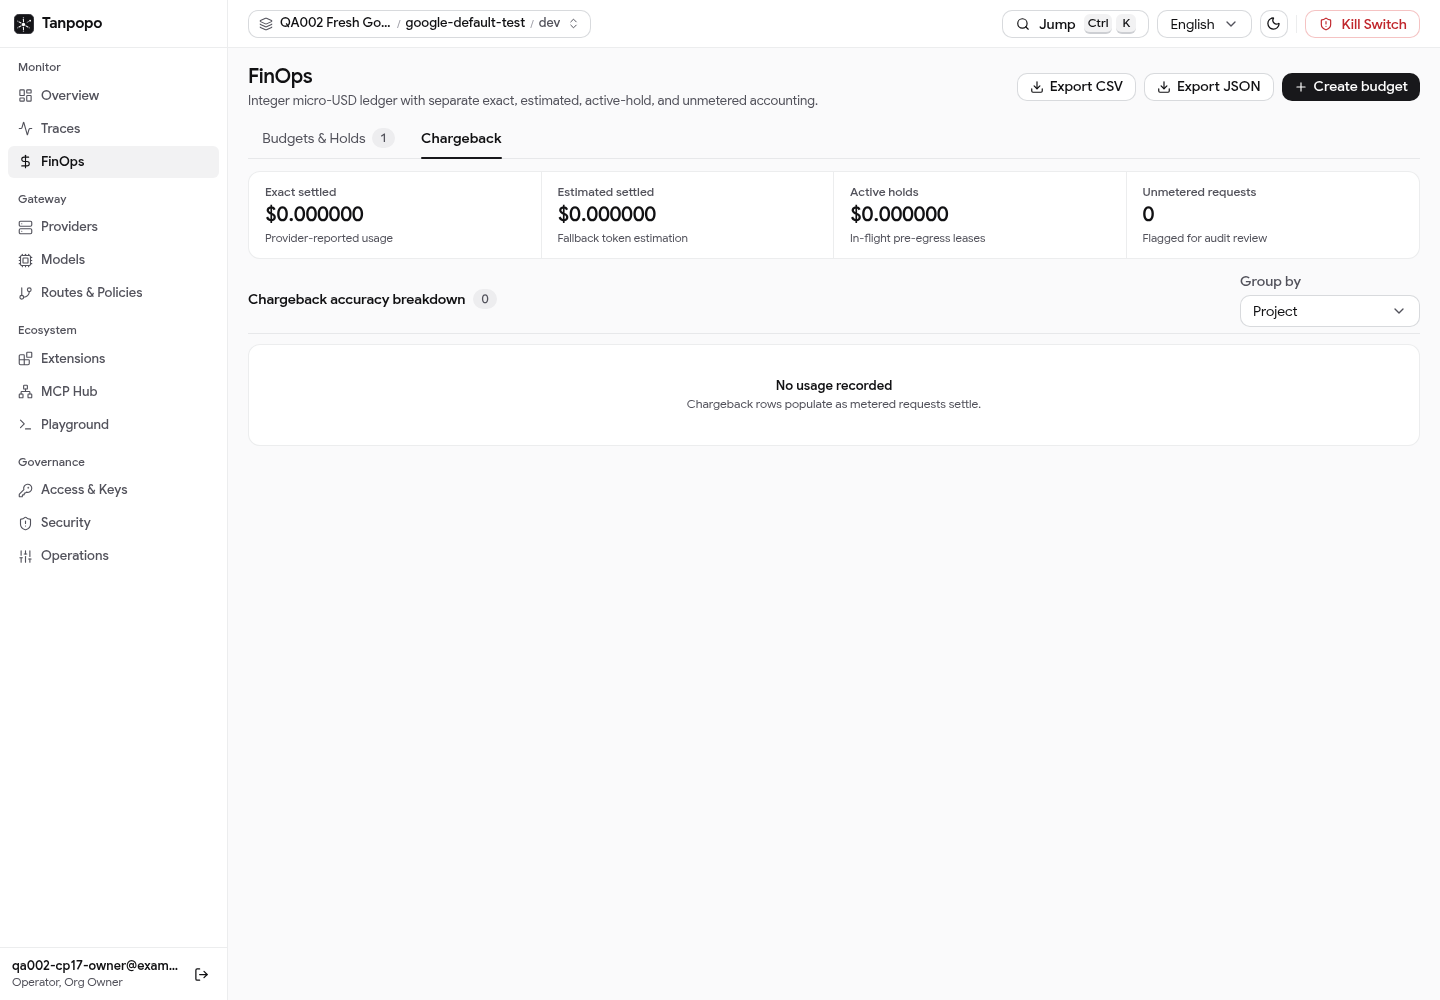 Tanpopo
QA002 Fresh Go... / google-default-test / dev
Jump Ctrl K
English
Kill Switch
Monitor
Overview
Traces
FinOps
Gateway
Providers
Models
Routes & Policies
Ecosystem
Extensions
MCP Hub
Playground
Governance
Access & Keys
Security
Operations
qa002-cp17-owner@exam...
Operator, Org Owner
FinOps
Integer micro-USD ledger with separate exact, estimated, active-hold, and unmetered accounting.
Export CSV
Export JSON
Create budget
Budgets & Holds 1
Chargeback
Exact settled
$0.000000
Provider-reported usage
Estimated settled
$0.000000
Fallback token estimation
Active holds
$0.000000
In-flight pre-egress leases
Unmetered requests
0
Flagged for audit review
Chargeback accuracy breakdown 0
Group by
Project
No usage recorded
Chargeback rows populate as metered requests settle.